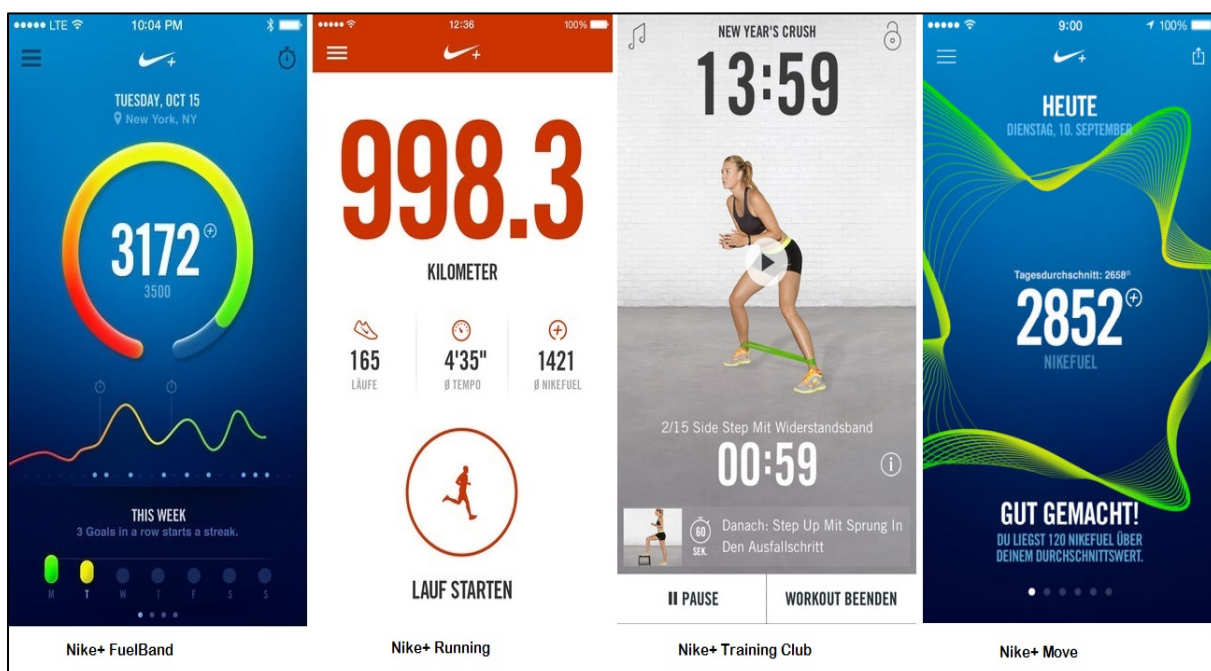 LTE 10:04 PM
TUESDAY, OCT 15
New York, NY
3172
3500
THIS WEEK
3 Goals in a row starts a streak.
M T W T F S S
Nike+ FuelBand
12:36 100%
998.3
KILOMETER
165 4'35" 1421
LÄUFE Ø TEMPO Ø NIKEFUEL
LAUF STARTEN
Nike+ Running
NEW YEAR'S CRUSH
13:59
2/15 Side Step Mit Widerstandsband
00:59
60 SEK.
Danach: Step Up Mit Sprung In
Den Ausfallschritt
PAUSE WORKOUT BEENDEN
Nike+ Training Club
9:00 100%
HEUTE
DIENSTAG, 10. SEPTEMBER
Tagesdurchschnitt: 2658
2852
NIKEFUEL
GUT GEMACHT!
DU LIEGST 120 NIKEFUEL ÜBER
DEINEM DURCHSCHNITTSWERT.
Nike+ Move